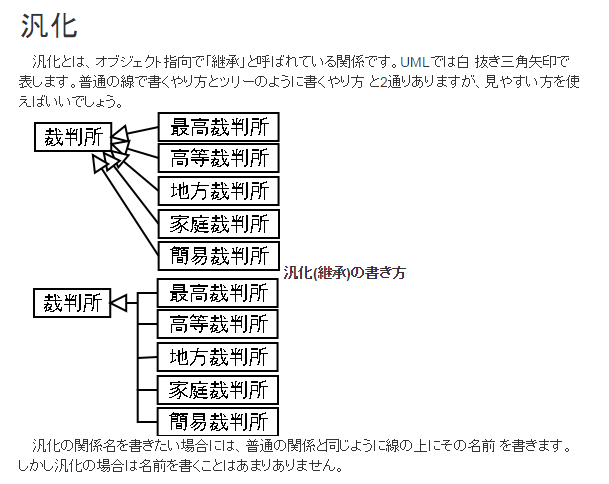 汎化
汎化とは、オブジェクト指向で「継承」と呼ばれている関係です。UMLでは白 抜き三角矢印で
表します。普通の線で書くやり方とツリーのように書くやり方 と2通りありますが、見やすい方を使
えばいいでしょう。
裁判所
最高裁判所
高等裁判所
地方裁判所
家庭裁判所
簡易裁判所
汎化(継承)の書き方
裁判所
最高裁判所
高等裁判所
地方裁判所
家庭裁判所
簡易裁判所
汎化の関係名を書きたい場合には、普通の関係と同じように線の上にその名前 を書きます。
しかし汎化の場合は名前を書くことはあまりありません。